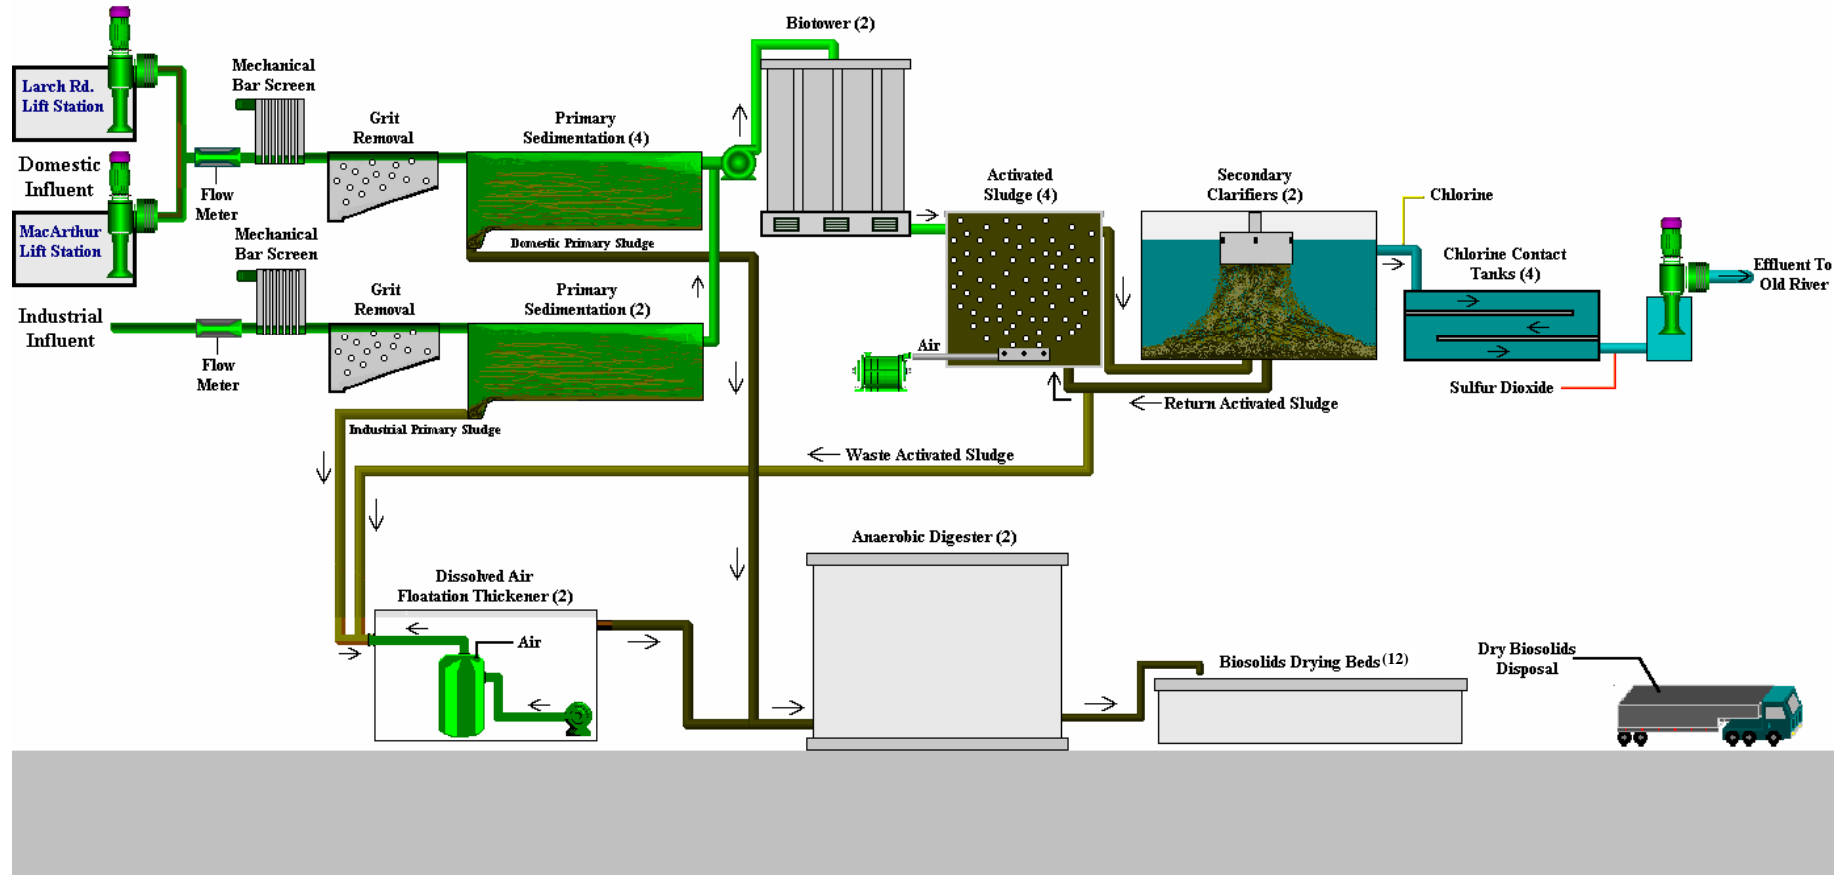 Biotower (2)
Mechanical
Bar Screen
Larch Rd.
Lift Station
Grit
Removal
Primary
Sedimentation (4)
Domestic
Influent
Flow
Meter
MacArthur
Lift Station
Mechanical
Bar Screen
Domestic Primary Sludge
Activated
Sludge (4)
Secondary
Clarifiers (2)
Chlorine
Chlorine Contact
Tanks (4)
Effluent To
Old River
Industrial
Influent
Grit
Removal
Primary
Sedimentation (2)
Flow
Meter
Air
Sulfur Dioxide
Return Activated Sludge
Industrial Primary Sludge
Waste Activated Sludge
Anaerobic Digester (2)
Dissolved Air
Floatation Thickener (2)
Air
Biosolids Drying Beds (12)
Dry Biosolids
Disposal